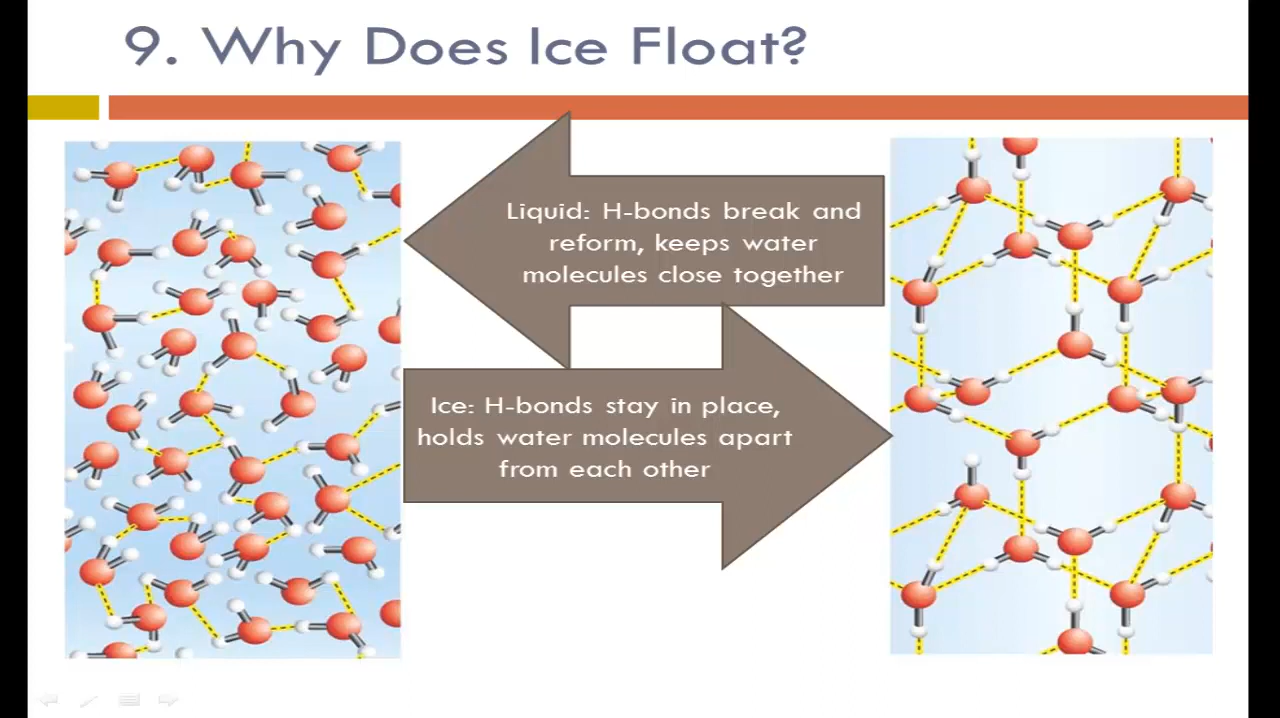 9. Why Does Ice Float?
Liquid: H-bonds break and
reform, keeps water
molecules close together
Ice: H-bonds stay in place,
holds water molecules apart
from each other